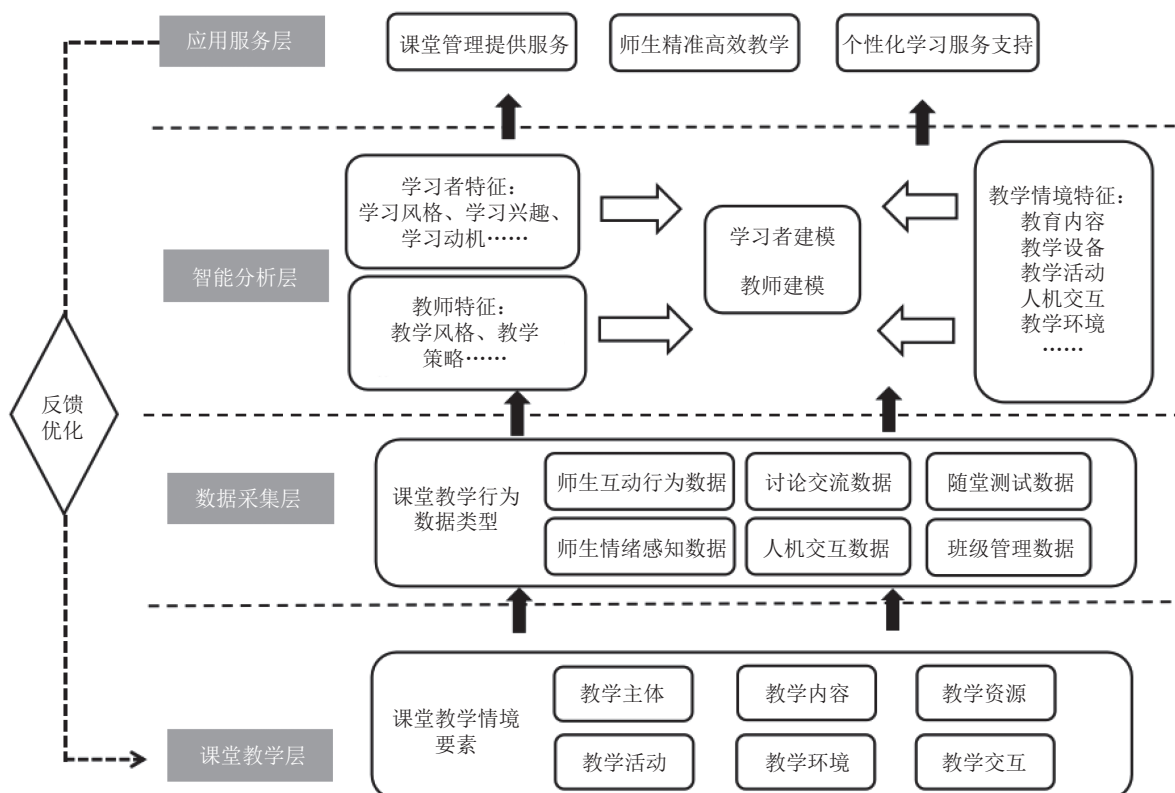 应用服务层
课堂管理提供服务
师生精准高效教学
个性化学习服务支持
智能分析层
学习者特征：
学习风格、学习兴趣、
学习动机……
教师特征：
教学风格、教学
策略……
学习者建模
教师建模
教学情境特征：
教育内容
教学设备
教学活动
人机交互
教学环境
……
反馈
优化
数据采集层
课堂教学行为
数据类型
师生互动行为数据
讨论交流数据
随堂测试数据
师生情绪感知数据
人机交互数据
班级管理数据
课堂教学层
课堂教学情境
要素
教学主体
教学内容
教学资源
教学活动
教学环境
教学交互